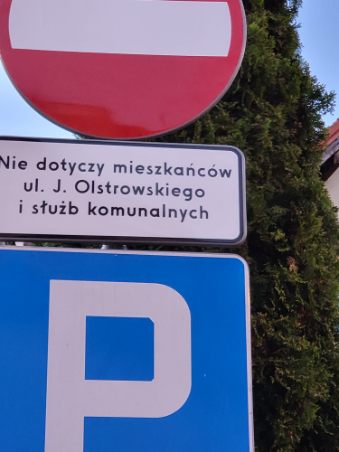 Nie dotyczy mieszkańców
ul. J. Olstrowskiego
i służb komunalnych
P